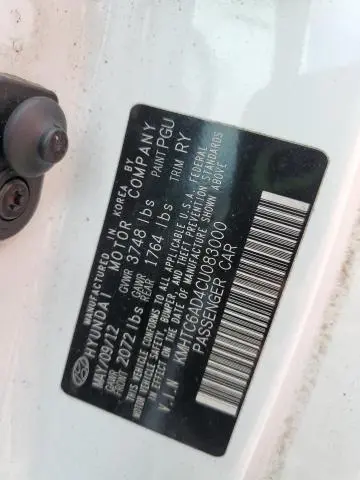 MANUFACTURED IN KOREA BY
HYUNDAI MOTOR COMPANY
MAY/09/12 GVWR 3748 lbs PAINT PGU
GAWR FRONT 2072 lbs GAWR REAR 1764 lbs TRIM RY
THIS VEHICLE CONFORMS TO ALL APPLICABLE U.S.A. FEDERAL
MOTOR VEHICLE SAFETY, BUMPER, AND THEFT PREVENTION STANDARDS
IN EFFECT ON THE DATE OF MANUFACTURE SHOWN ABOVE
V.I.N KMHTC6AD4CU083000
PASSENGER CAR